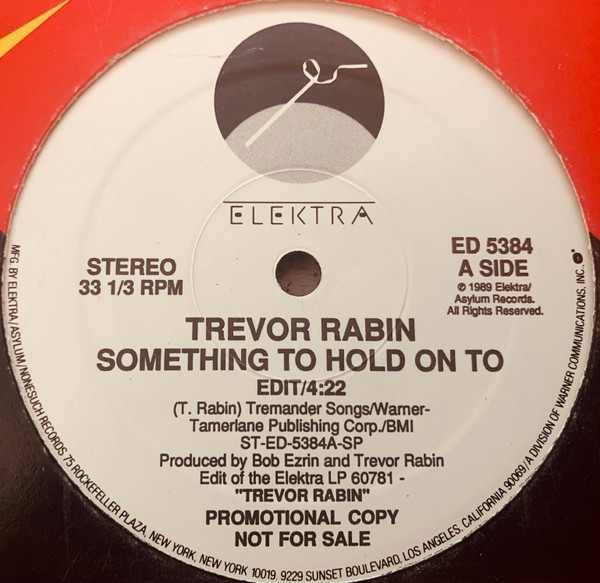 ELEKTRA
STEREO
33 1/3 RPM
ED 5384
A SIDE
℗ 1989 Elektra/
Asylum Records.
All Rights Reserved.
TREVOR RABIN
SOMETHING TO HOLD ON TO
EDIT/4:22
(T. Rabin) Tremander Songs/Warner-
Tamerlane Publishing Corp./BMI
ST-ED-5384A-SP
Produced by Bob Ezrin and Trevor Rabin
Edit of the Elektra LP 60781 -
"TREVOR RABIN"
PROMOTIONAL COPY
NOT FOR SALE
MFG. BY ELEKTRA/ASYLUM/NONESUCH RECORDS 75 ROCKEFELLER PLAZA, NEW YORK, NEW YORK 10019. 9229 SUNSET BOULEVARD, LOS ANGELES, CALIFORNIA 90069/A DIVISION OF WARNER COMMUNICATIONS, INC..